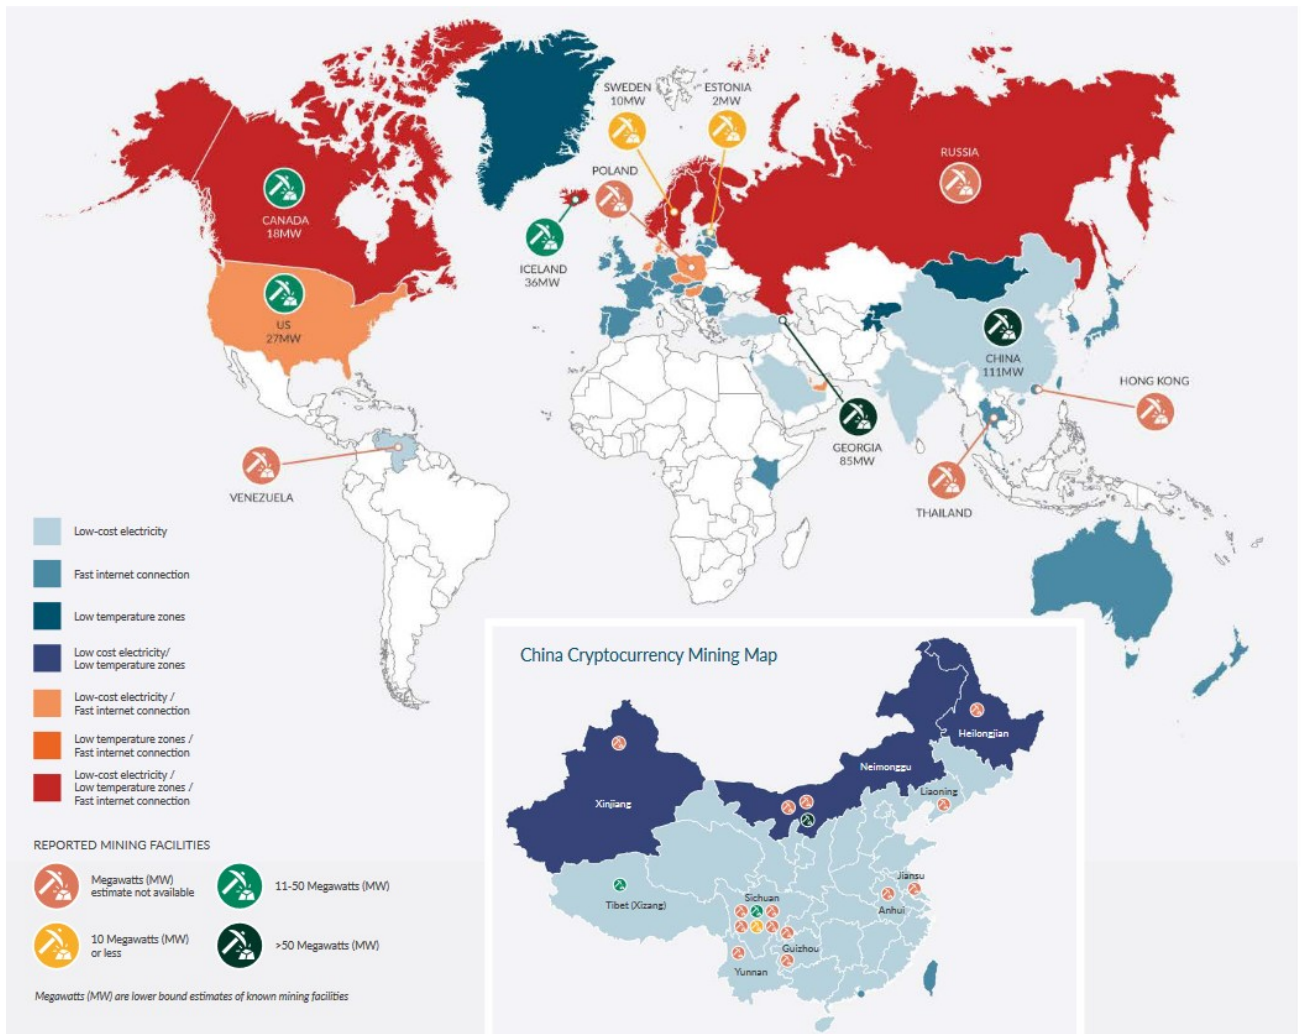 SWEDEN
10MW
ESTONIA
2MW
POLAND
RUSSIA
CANADA
18MW
ICELAND
36MW
US
27MW
CHINA
111MW
HONG KONG
GEORGIA
85MW
VENEZUELA
THAILAND
Low-cost electricity
Fast internet connection
Low temperature zones
Low cost electricity/
Low temperature zones
Low-cost electricity /
Fast internet connection
Low temperature zones /
Fast internet connection
Low-cost electricity /
Low temperature zones /
Fast internet connection
REPORTED MINING FACILITIES
Megawatts (MW)
estimate not available
11-50 Megawatts (MW)
10 Megawatts (MW)
or less
>50 Megawatts (MW)
Megawatts (MW) are lower bound estimates of known mining facilities
China Cryptocurrency Mining Map
Heilongjian
Neimonggu
Xinjiang
Liaoning
Jiansu
Anhui
Tibet (Xizang)
Sichuan
Guizhou
Yunnan